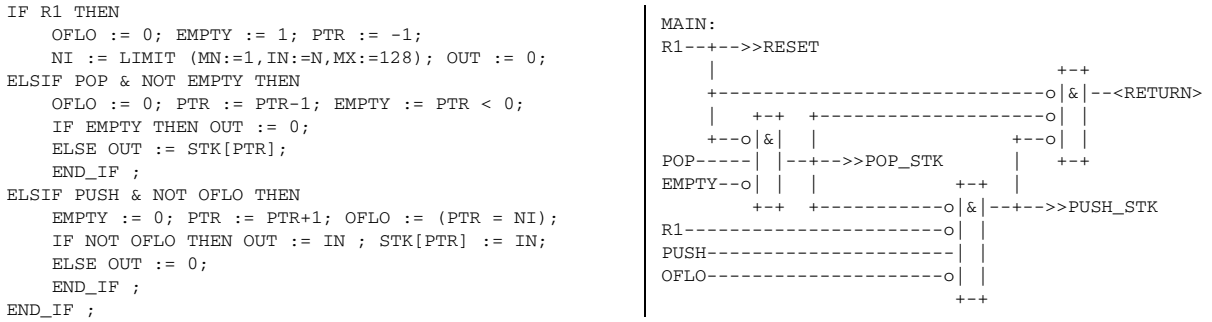 IF R1 THEN
    OFLO := 0; EMPTY := 1; PTR := -1;
    NI := LIMIT (MN:=1,IN:=N,MX:=128); OUT := 0;
ELSIF POP & NOT EMPTY THEN
    OFLO := 0; PTR := PTR-1; EMPTY := PTR < 0;
    IF EMPTY THEN OUT := 0;
    ELSE OUT := STK[PTR];
    END_IF ;
ELSIF PUSH & NOT OFLO THEN
    EMPTY := 0; PTR := PTR+1; OFLO := (PTR = NI);
    IF NOT OFLO THEN OUT := IN ; STK[PTR] := IN;
    ELSE OUT := 0;
    END_IF ;
END_IF ;
MAIN:
R1--+-->>RESET
    |                              +-+
    +-----------------------------o|&|--<RETURN>
    |   +-+  +--------------------o| |
    +--o|&|  |                 +--o| |
POP-----| |--+-->>POP_STK      |   +-+
EMPTY--o| |  |             +-+ |
        +-+  +-----------o|&|--+-->>PUSH_STK
R1-----------------------o| |
PUSH----------------------| |
OFLO---------------------o| |
                          +-+